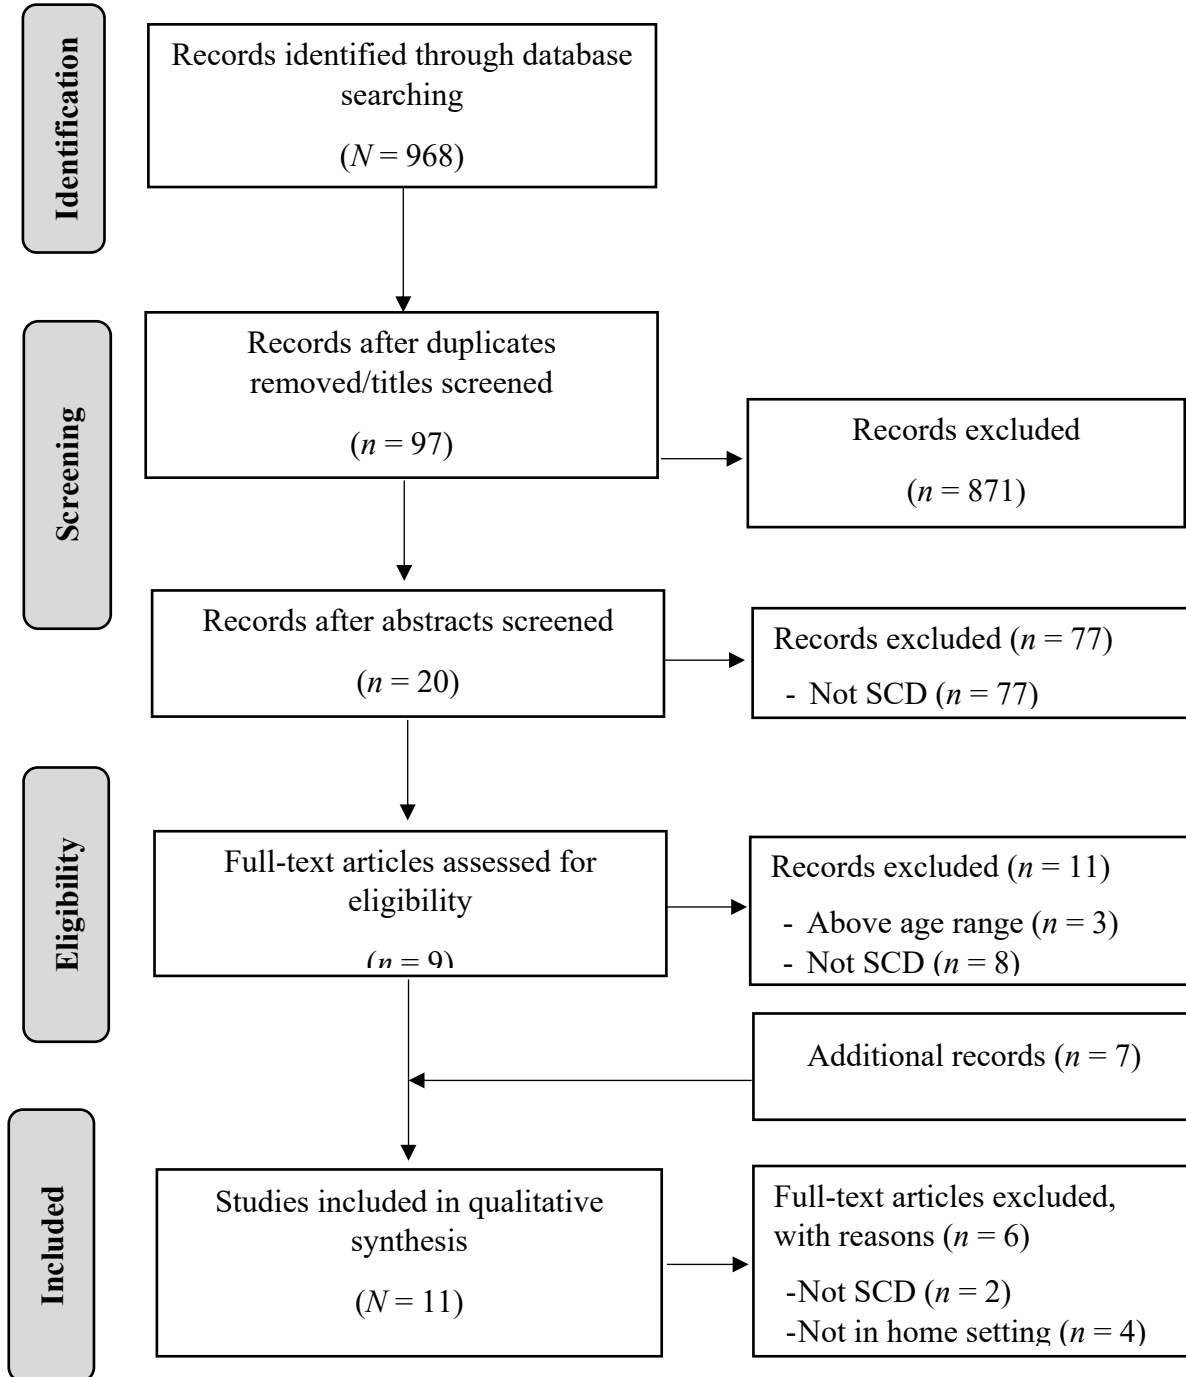 Identification
Records identified through database
searching
(N = 968)
Screening
Records after duplicates
removed/titles screened
(n = 97)
Records excluded
(n = 871)
Records after abstracts screened
(n = 20)
Records excluded (n = 77)
- Not SCD (n = 77)
Eligibility
Full-text articles assessed for
eligibility
(n = 9)
Records excluded (n = 11)
- Above age range (n = 3)
- Not SCD (n = 8)
Additional records (n = 7)
Included
Studies included in qualitative
synthesis
(N = 11)
Full-text articles excluded,
with reasons (n = 6)
-Not SCD (n = 2)
-Not in home setting (n = 4)